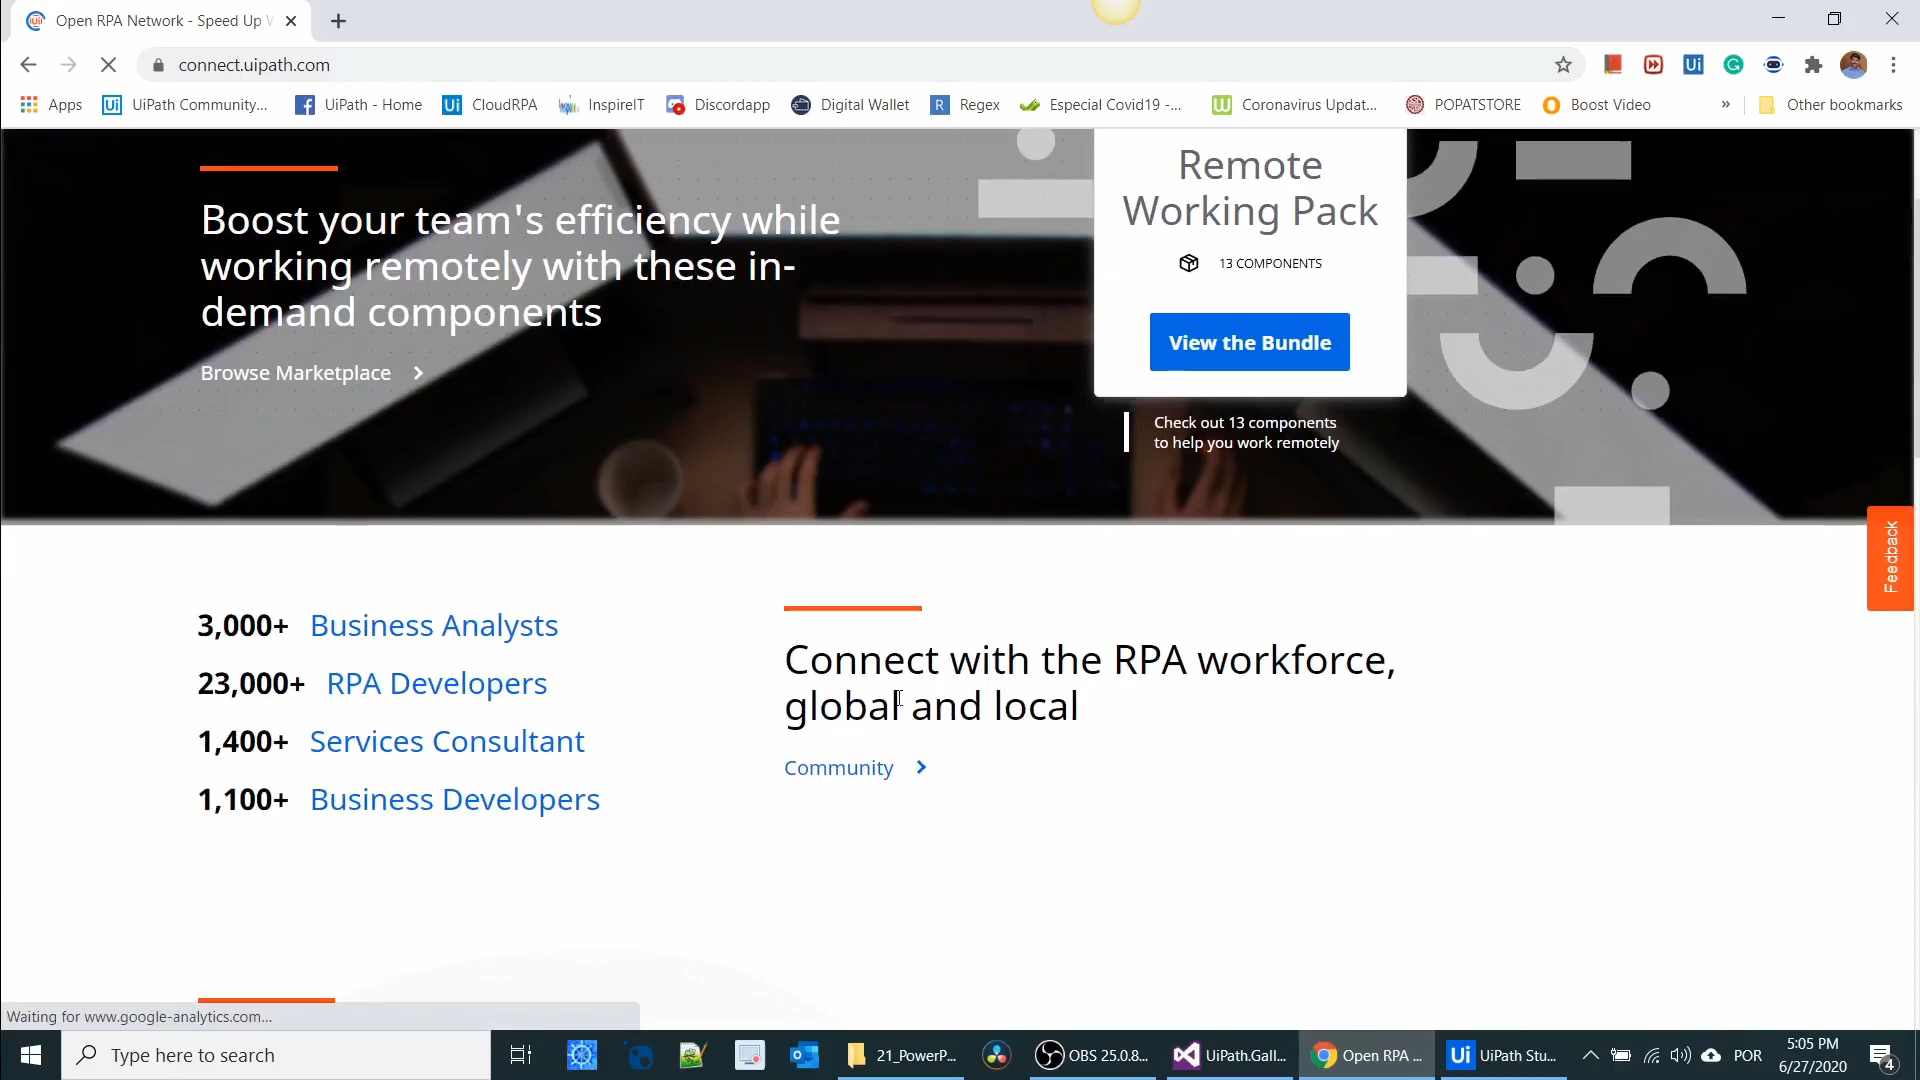 Open RPA Network - Speed Up W
connect.uipath.com
Apps
UiPath Community...
UiPath - Home
CloudRPA
InspireIT
Discordapp
Digital Wallet
Regex
Especial Covid19 -...
Coronavirus Updat...
POPATSTORE
Boost Video
»
Other bookmarks
Boost your team's efficiency while
working remotely with these in-
demand components
Browse Marketplace
Remote
Working Pack
13 COMPONENTS
View the Bundle
Check out 13 components
to help you work remotely
Feedback
3,000+ Business Analysts
23,000+ RPA Developers
1,400+ Services Consultant
1,100+ Business Developers
Connect with the RPA workforce,
global and local
Community
Waiting for www.google-analytics.com...
Type here to search
21_PowerP...
OBS 25.0.8...
UiPath.Gall...
Open RPA ...
Ui
UiPath Stu...
POR
5:05 PM
6/27/2020
4